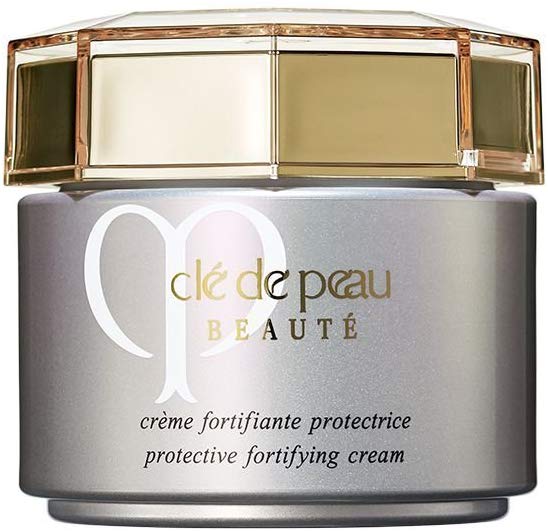 clé de peau
BEAUTÉ
crème fortifiante protectrice
protective fortifying cream